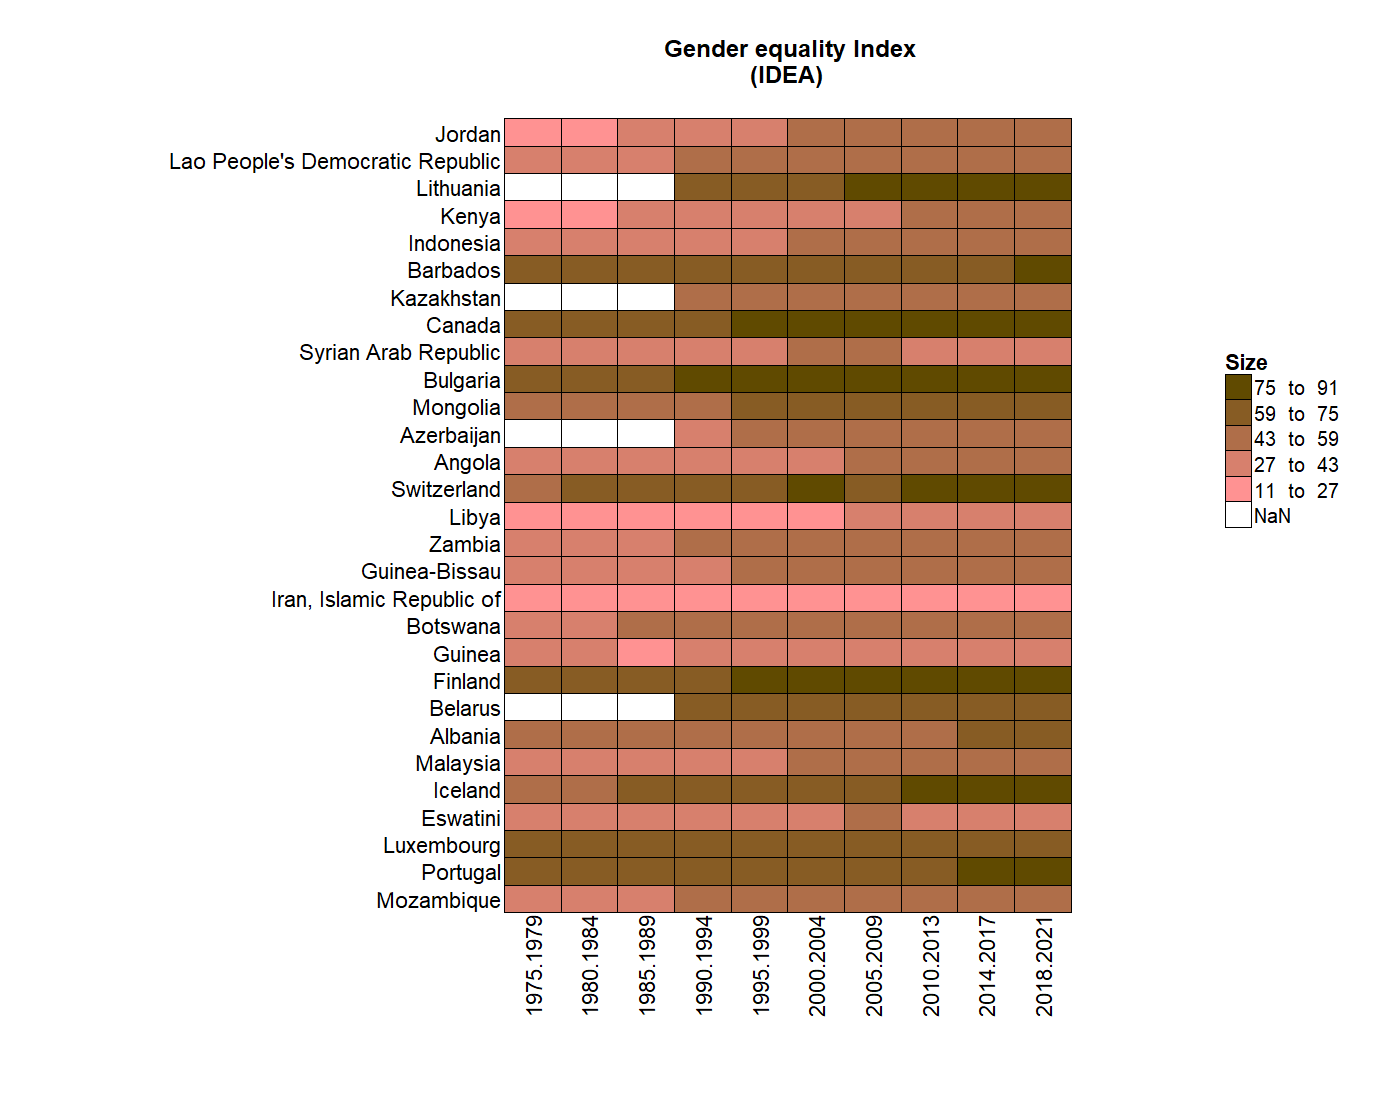 Gender equality Index
(IDEA)
Jordan
Lao People's Democratic Republic
Lithuania
Kenya
Indonesia
Barbados
Kazakhstan
Canada
Syrian Arab Republic
Bulgaria
Mongolia
Azerbaijan
Angola
Switzerland
Libya
Zambia
Guinea-Bissau
Iran, Islamic Republic of
Botswana
Guinea
Finland
Belarus
Albania
Malaysia
Iceland
Eswatini
Luxembourg
Portugal
Mozambique
1975.1979
1980.1984
1985.1989
1990.1994
1995.1999
2000.2004
2005.2009
2010.2013
2014.2017
2018.2021
Size
75 to 91
59 to 75
43 to 59
27 to 43
11 to 27
NaN